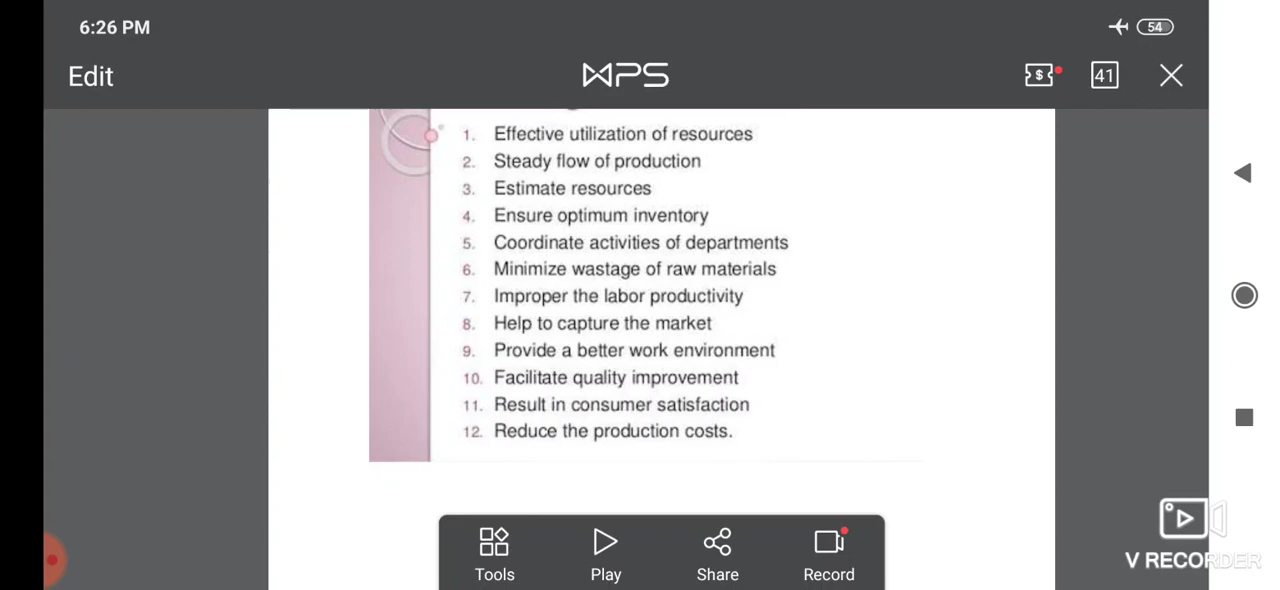 6:26 PM
54
Edit
WPS
$
41
1. Effective utilization of resources
2. Steady flow of production
3. Estimate resources
4. Ensure optimum inventory
5. Coordinate activities of departments
6. Minimize wastage of raw materials
7. Improper the labor productivity
8. Help to capture the market
9. Provide a better work environment
10. Facilitate quality improvement
11. Result in consumer satisfaction
12. Reduce the production costs.
Tools
Play
Share
Record
V RECORDER